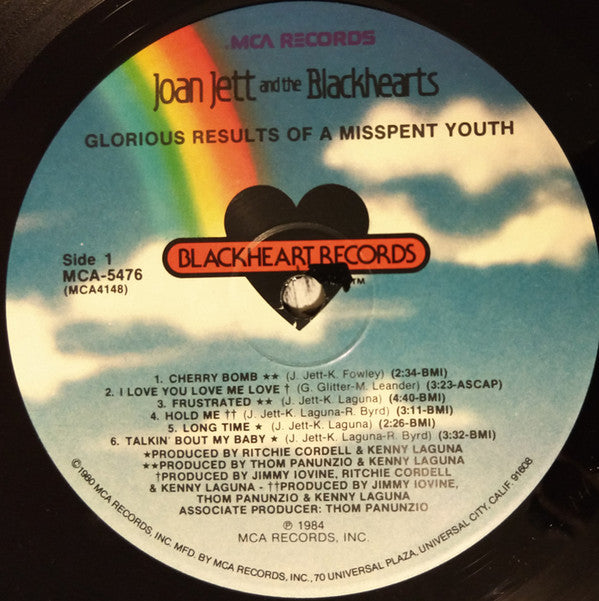 MCA RECORDS
Joan Jett and the Blackhearts
GLORIOUS RESULTS OF A MISSPENT YOUTH
Side 1
MCA-5476
(MCA4148)
BLACKHEART RECORDS
TM
1. CHERRY BOMB ★★ (J. Jett-K. Fowley) (2:34-BMI)
2. I LOVE YOU LOVE ME LOVE † (G. Glitter-M. Leander) (3:23-ASCAP)
3. FRUSTRATED ★★ (J. Jett-K. Laguna) (4:40-BMI)
4. HOLD ME †† (J. Jett-K. Laguna-R. Byrd) (3:11-BMI)
5. LONG TIME ★ (J. Jett-K. Laguna) (2:26-BMI)
6. TALKIN' BOUT MY BABY ★ (J. Jett-K. Laguna-R. Byrd) (3:32-BMI)
★PRODUCED BY RITCHIE CORDELL & KENNY LAGUNA
★★PRODUCED BY THOM PANUNZIO & KENNY LAGUNA
†PRODUCED BY JIMMY IOVINE, RITCHIE CORDELL
& KENNY LAGUNA - ††PRODUCED BY JIMMY IOVINE,
THOM PANUNZIO & KENNY LAGUNA
ASSOCIATE PRODUCER: THOM PANUNZIO
℗ 1984
MCA RECORDS, INC.
©1980 MCA RECORDS, INC. MFD. BY MCA RECORDS, INC., 70 UNIVERSAL PLAZA, UNIVERSAL CITY, CALIF. 91608